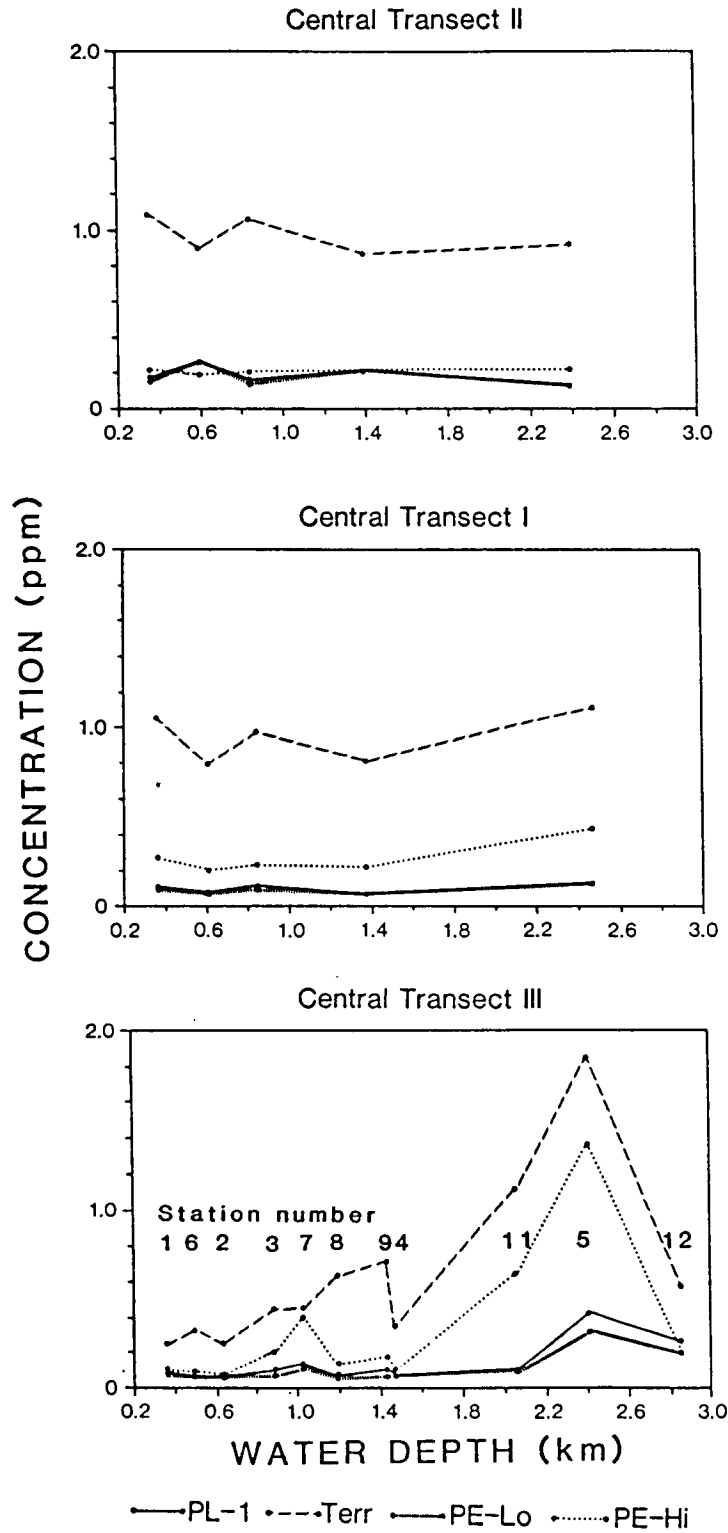 Central Transect II
2.0
1.0
0
0.2 0.6 1.0 1.4 1.8 2.2 2.6 3.0
Central Transect I
2.0
1.0
0
0.2 0.6 1.0 1.4 1.8 2.2 2.6 3.0
CONCENTRATION (ppm)
Central Transect III
2.0
1.0
0
Station number
1 6 2 3 7 8 9 4 11 5 12
0.2 0.6 1.0 1.4 1.8 2.2 2.6 3.0
WATER DEPTH (km)
PL-1 Terr PE-Lo PE-Hi